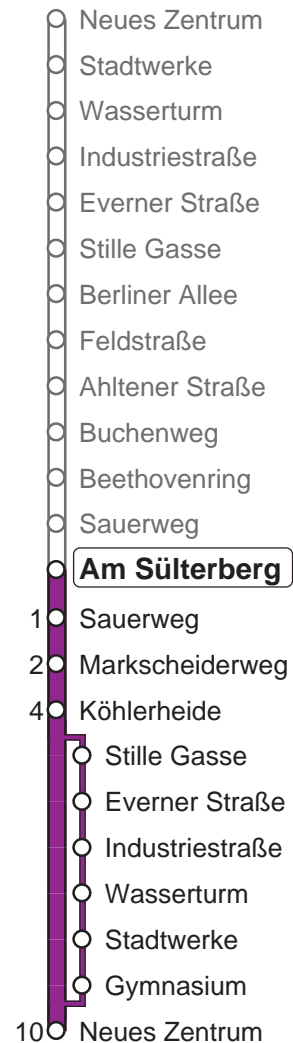 Neues Zentrum
Stadtwerke
Wasserturm
Industriestraße
Everner Straße
Stille Gasse
Berliner Allee
Feldstraße
Ahltener Straße
Buchenweg
Beethovenring
Sauerweg
Am Sülterberg
1 Sauerweg
2 Markscheiderweg
4 Köhlerheide
Stille Gasse
Everner Straße
Industriestraße
Wasserturm
Stadtwerke
Gymnasium
10 Neues Zentrum